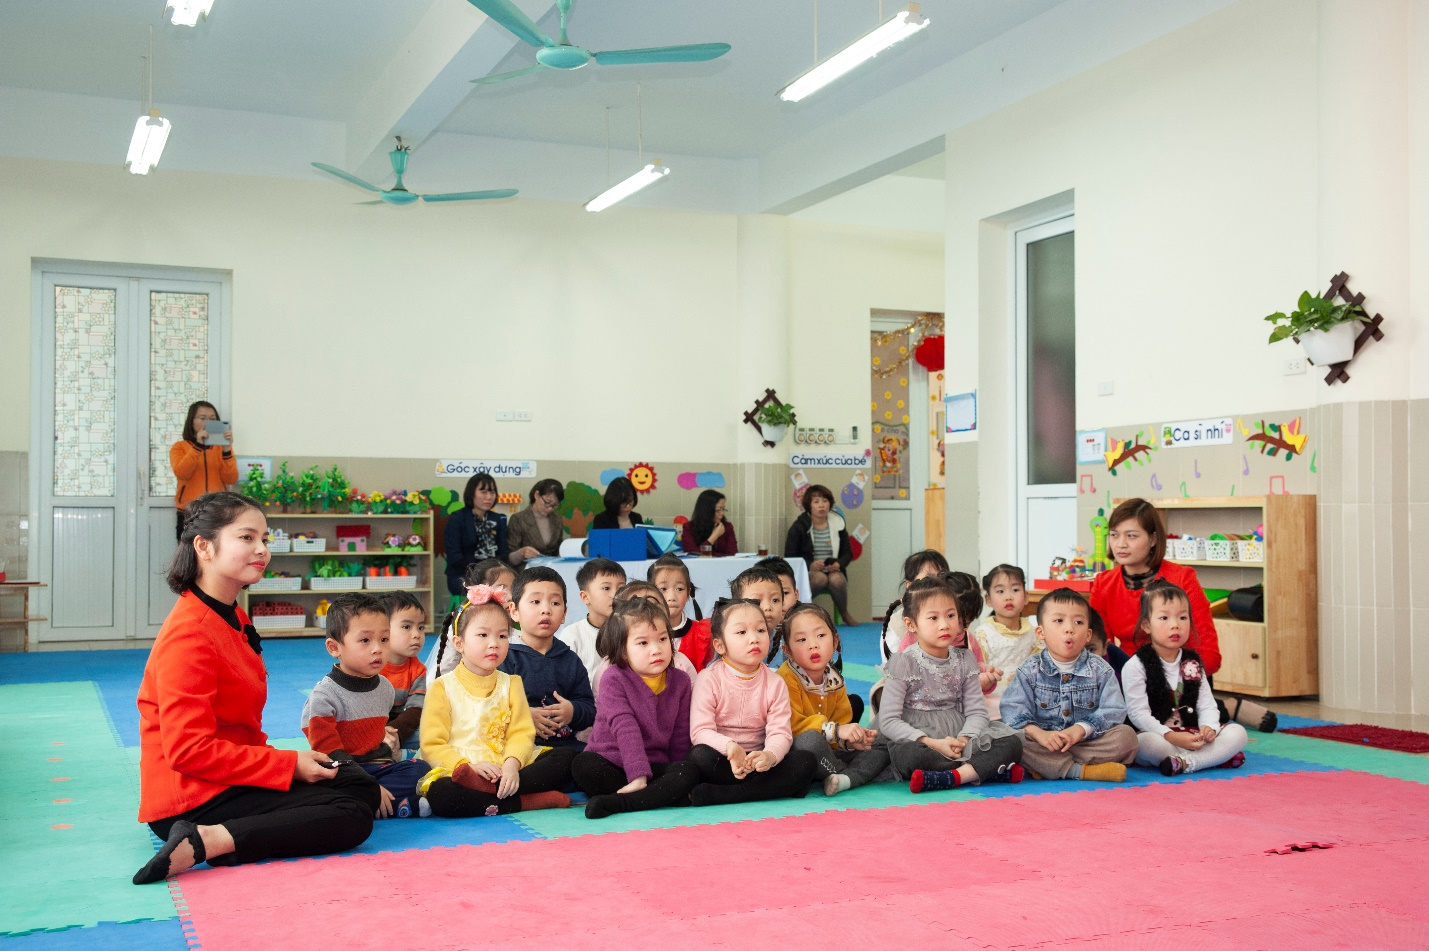 Góc xây dựng
Cảm xúc của bé
Ca sĩ nhí